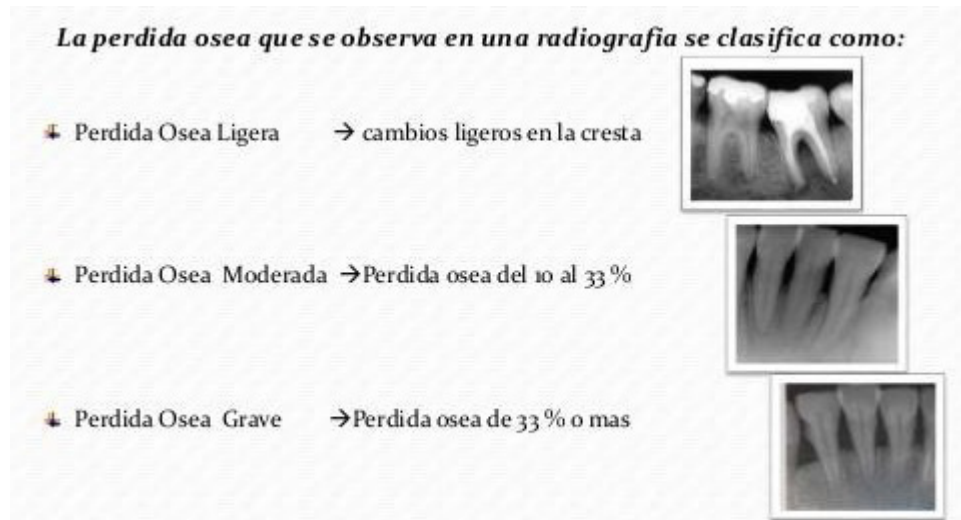 La perdida osea que se observa en una radiografia se clasifica como:
Perdida Osea Ligera → cambios ligeros en la cresta
Perdida Osea Moderada →Perdida osea del 10 al 33 %
Perdida Osea Grave →Perdida osea de 33 % o mas